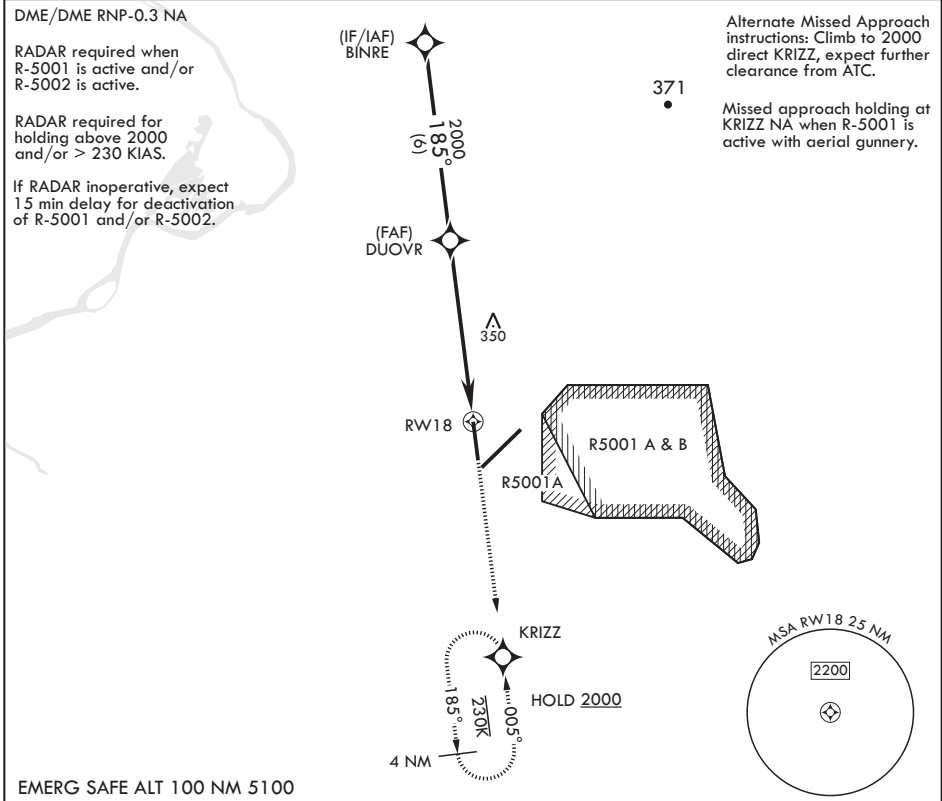 DME/DME RNP-0.3 NA
RADAR required when
R-5001 is active and/or
R-5002 is active.
RADAR required for
holding above 2000
and/or > 230 KIAS.
If RADAR inoperative, expect
15 min delay for deactivation
of R-5001 and/or R-5002.
(IF/IAF)
BINRE
Alternate Missed Approach
instructions: Climb to 2000
direct KRIZZ, expect further
clearance from ATC.
Missed approach holding at
KRIZZ NA when R-5001 is
active with aerial gunnery.
371
2000
185°
(6)
(FAF)
DUOVR
350
RW18
R5001 A & B
R5001A
KRIZZ
HOLD 2000
185°
230K
005°
4 NM
MSA RW18 25 NM
2200
EMERG SAFE ALT 100 NM 5100